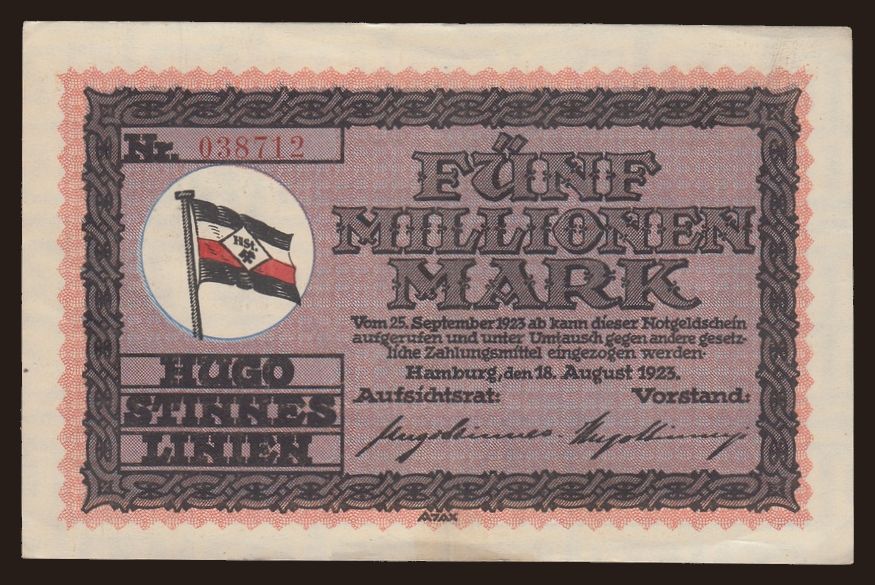 Nr. 038712
FÜNF
MILLIONEN
MARK
HSt.
Vom 25. September 1923 ab kann dieser Notgeldschein
aufgerufen und unter Umtausch gegen andere gesetz-
liche Zahlungsmittel eingezogen werden.
Hamburg, den 18. August 1923.
Aufsichtsrat: Vorstand:
HUGO
STINNES
LINIEN